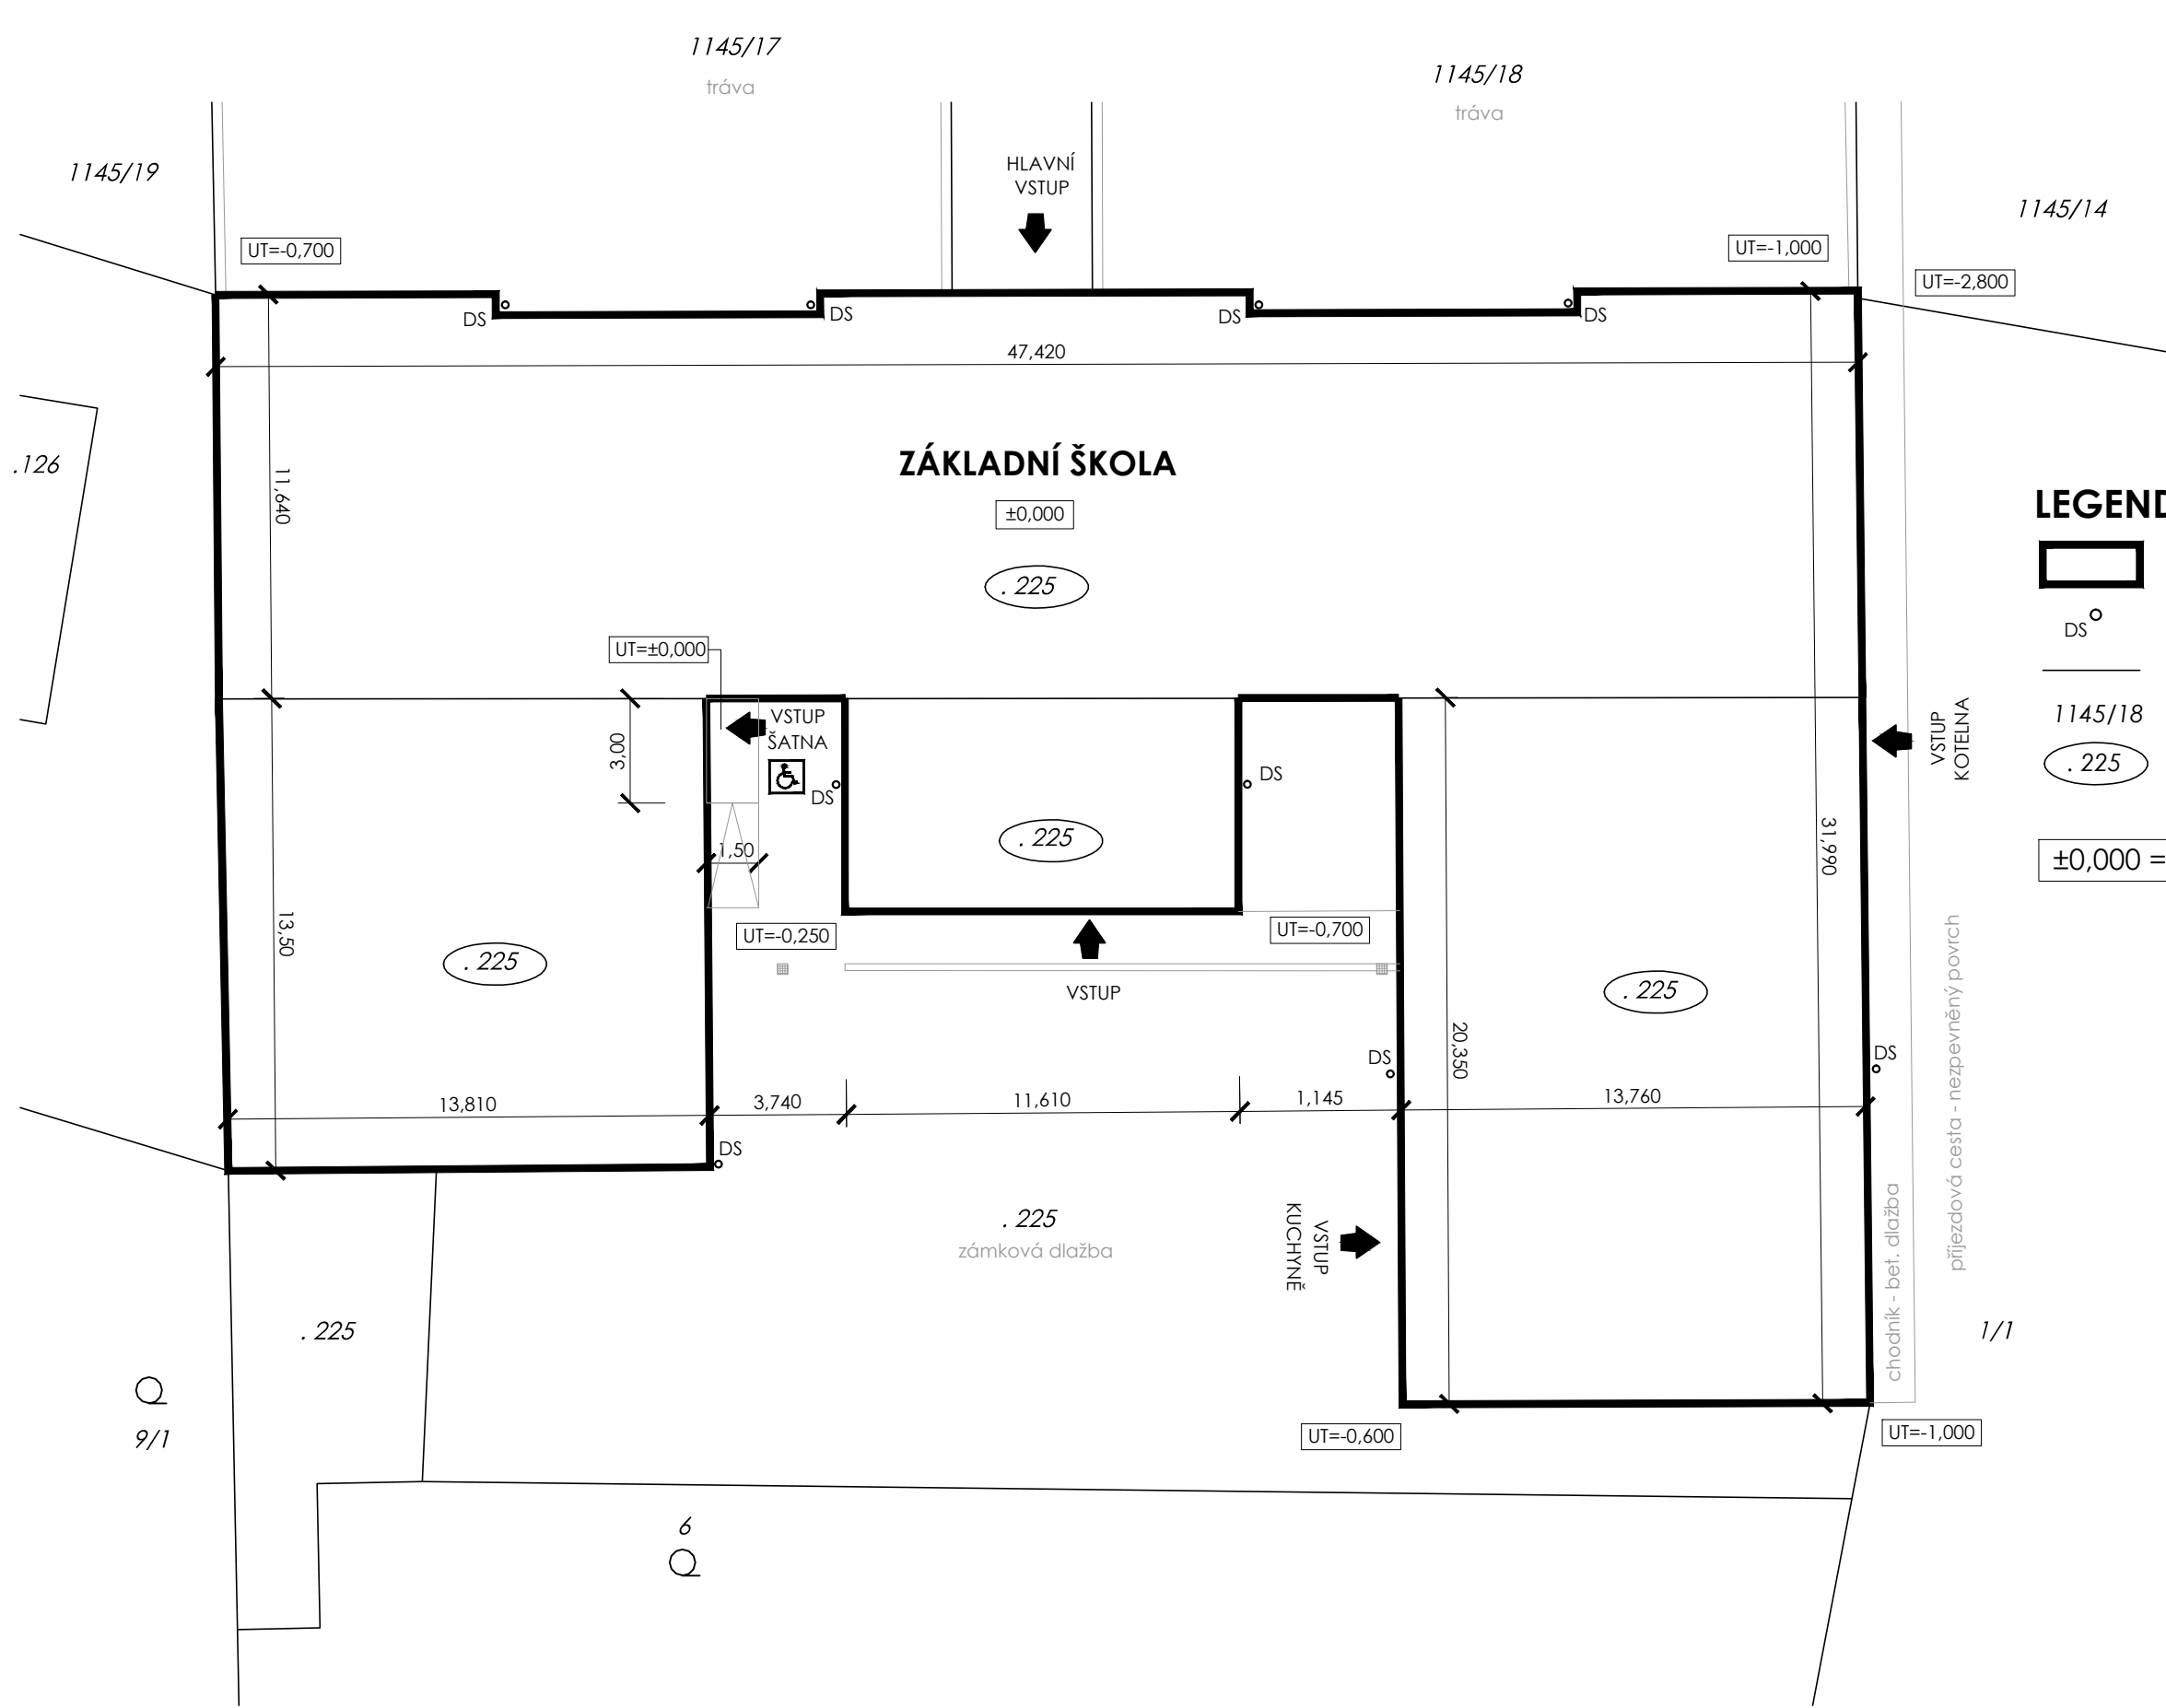 1145/17
tráva
1145/18
tráva
1145/19
HLAVNÍ
VSTUP
1145/14
UT=-0,700
UT=-1,000
UT=-2,800
DS
DS
DS
DS
47,420
.126
11,640
ZÁKLADNÍ ŠKOLA
±0,000
. 225
LEGEND
DS
1145/18
. 225
±0,000 =
UT=±0,000
3,00
VSTUP
ŠATNA
DS
DS
VSTUP
KOTELNA
1,50
. 225
31,990
13,50
UT=-0,250
UT=-0,700
. 225
VSTUP
. 225
20,350
příjezdová cesta - nezpevněný povrch
DS
DS
13,810
3,740
11,610
1,145
13,760
DS
. 225
zámková dlažba
VSTUP
KUCHYNĚ
chodník - bet. dlažba
. 225
1/1
9/1
UT=-0,600
UT=-1,000
6